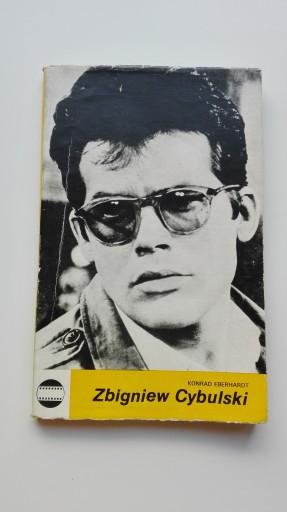 KONRAD EBERHARDT
Zbigniew Cybulski